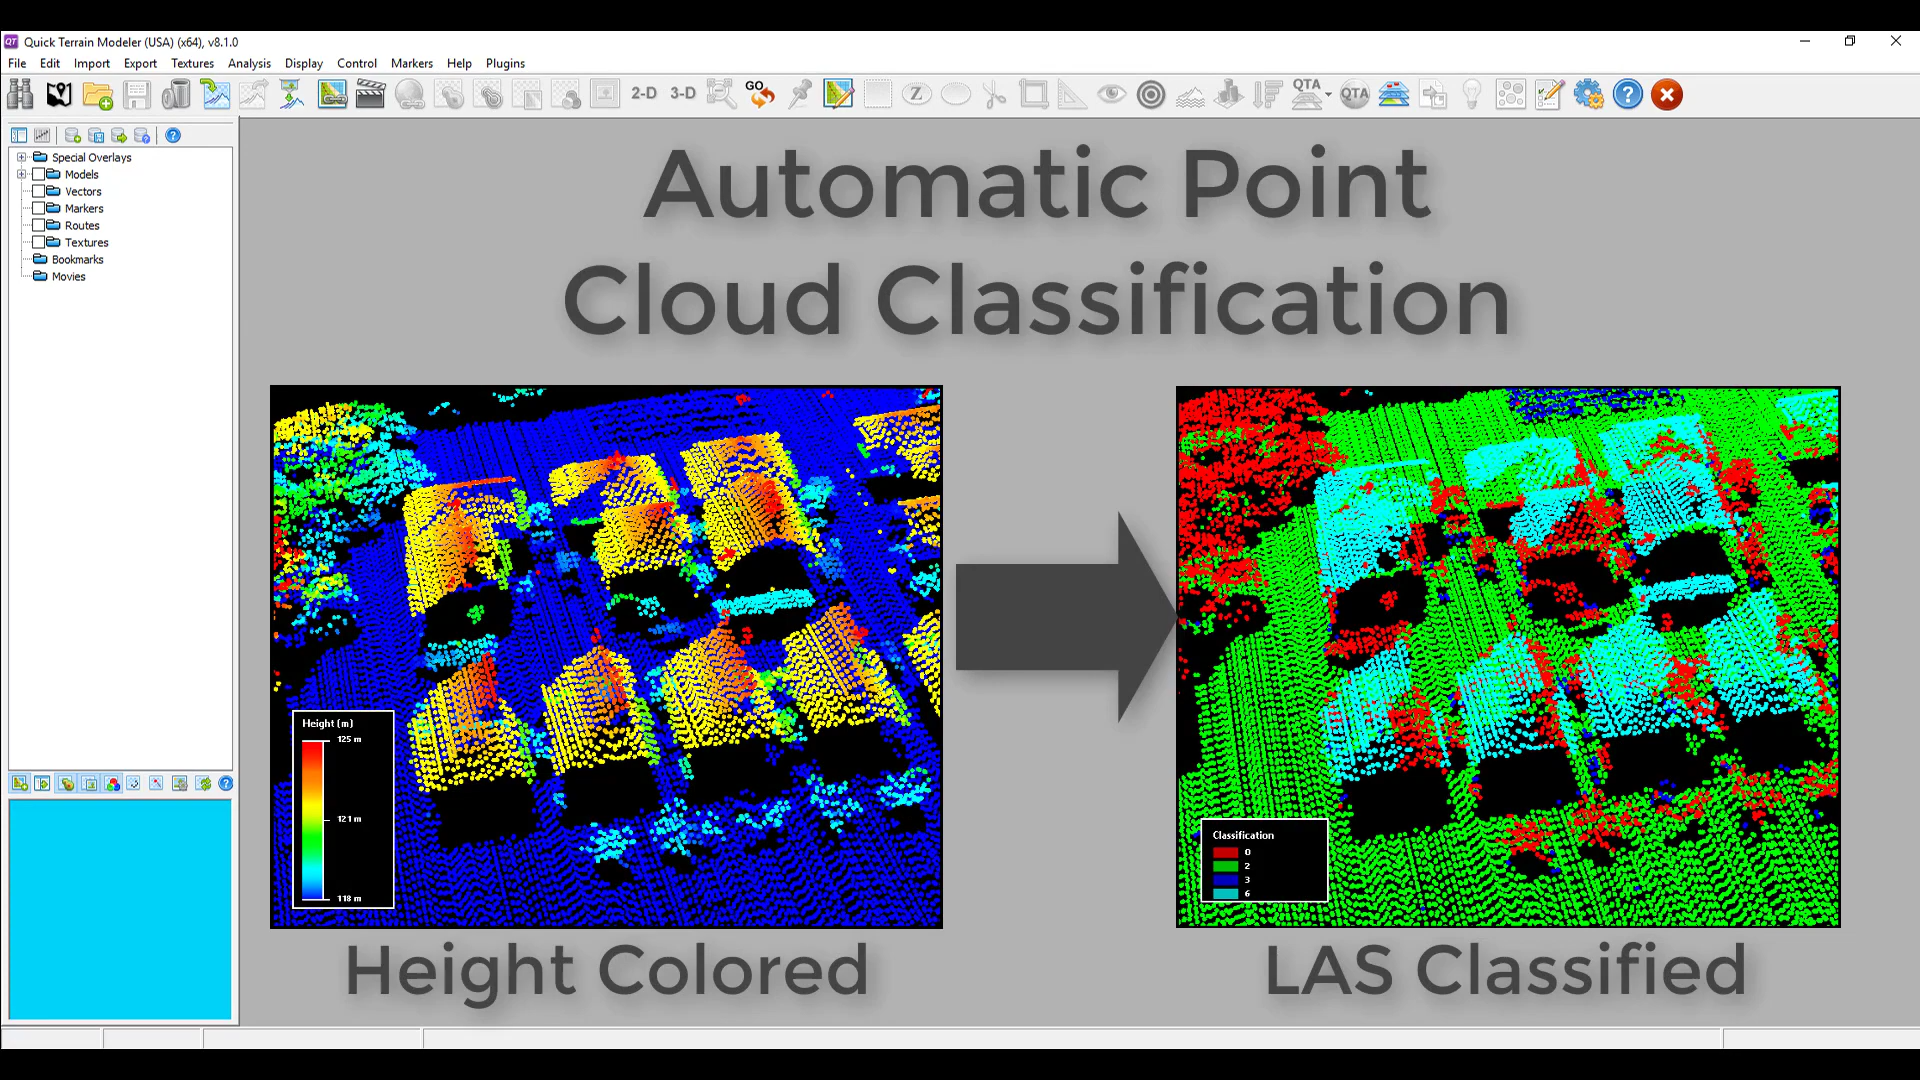 QT Quick Terrain Modeler (USA) (x64), v8.1.0
File Edit Import Export Textures Analysis Display Control Markers Help Plugins
2-D 3-D GO Z QTA QTA ?
?
Special Overlays
Models
Vectors
Markers
Routes
Textures
Bookmarks
Movies
?
Automatic Point
Cloud Classification
Height (m)
125 m
121 m
118 m
Classification
0
2
3
6
Height Colored
LAS Classified